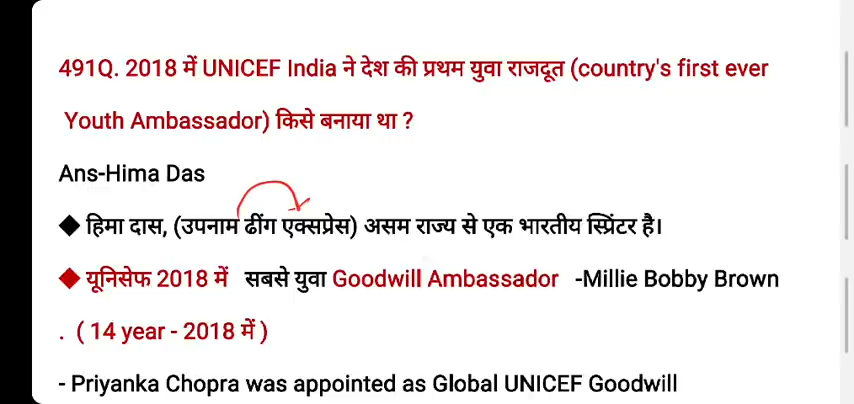 491Q. 2018 में UNICEF India ने देश की प्रथम युवा राजदूत (country's first ever
Youth Ambassador) किसे बनाया था ?
Ans-Hima Das
◆ हिमा दास, (उपनाम ढींग एक्सप्रेस) असम राज्य से एक भारतीय स्प्रिंटर है।
◆ यूनिसेफ 2018 में सबसे युवा Goodwill Ambassador -Millie Bobby Brown
. ( 14 year - 2018 में )
- Priyanka Chopra was appointed as Global UNICEF Goodwill